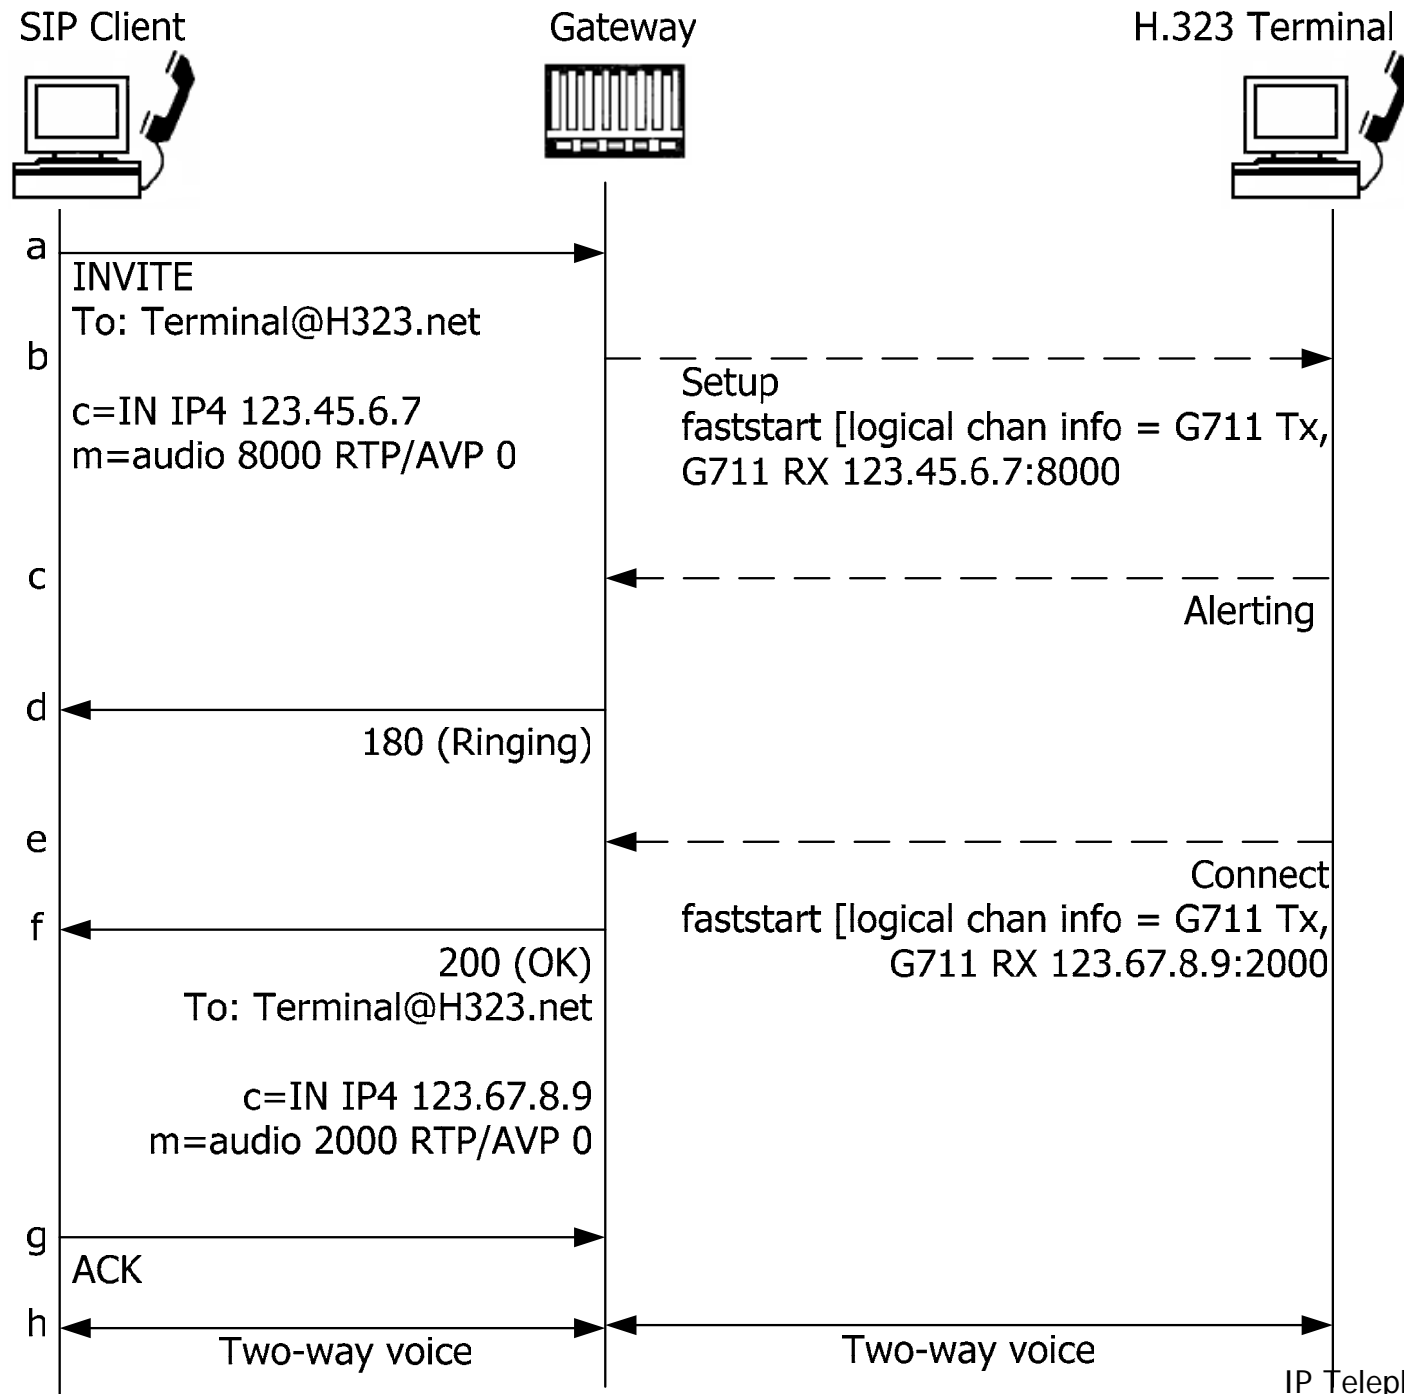 SIP Client
Gateway
H.323 Terminal
a
INVITE
To: Terminal@H323.net
b
c=IN IP4 123.45.6.7
m=audio 8000 RTP/AVP 0
Setup
faststart [logical chan info = G711 Tx,
G711 RX 123.45.6.7:8000
c
Alerting
d
180 (Ringing)
e
Connect
faststart [logical chan info = G711 Tx,
G711 RX 123.67.8.9:2000
f
200 (OK)
To: Terminal@H323.net
c=IN IP4 123.67.8.9
m=audio 2000 RTP/AVP 0
g
ACK
h
Two-way voice
Two-way voice
IP